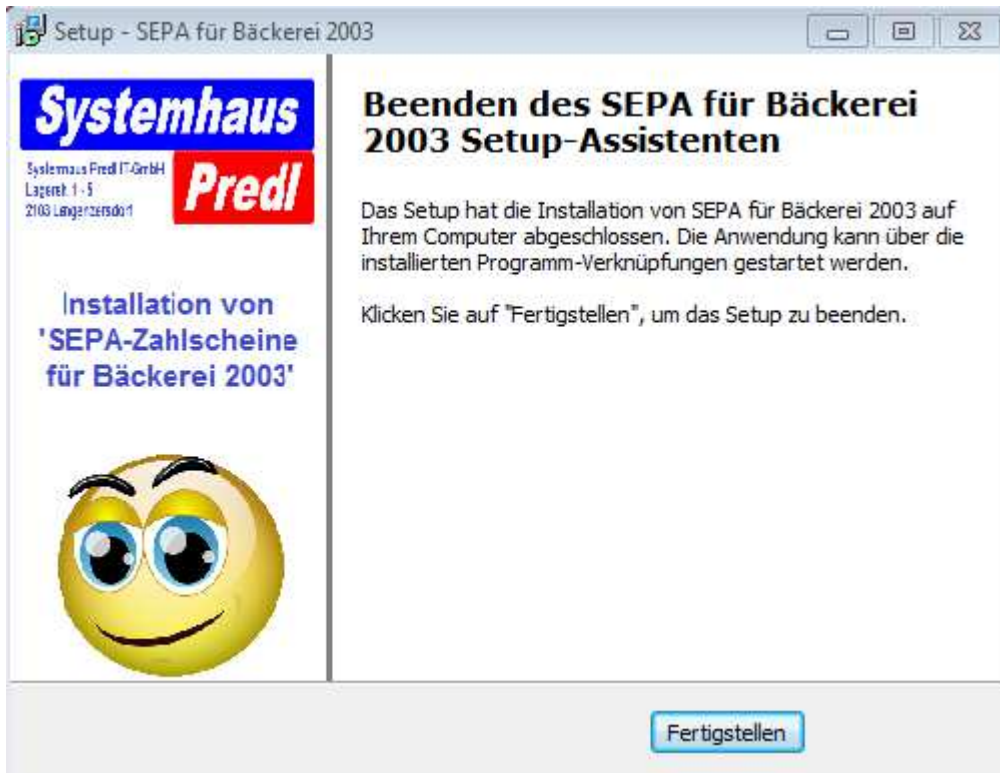 Setup - SEPA für Bäckerei 2003
Systemhaus
Predl
Systemhaus Predl IT-GmbH
Lagerstr. 1 - 5
2103 Langenzersdorf
Installation von
'SEPA-Zahlscheine
für Bäckerei 2003'
Beenden des SEPA für Bäckerei
2003 Setup-Assistenten
Das Setup hat die Installation von SEPA für Bäckerei 2003 auf
Ihrem Computer abgeschlossen. Die Anwendung kann über die
installierten Programm-Verknüpfungen gestartet werden.
Klicken Sie auf "Fertigstellen", um das Setup zu beenden.
Fertigstellen